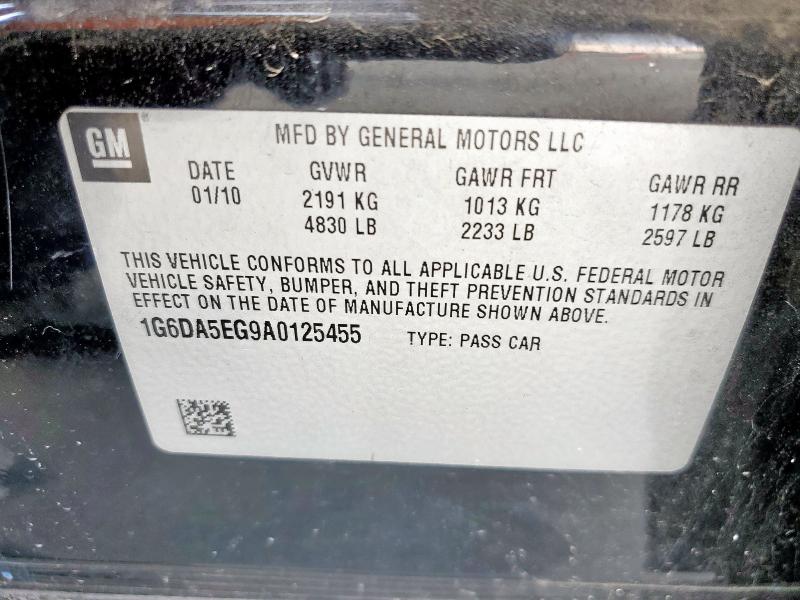 GM
MFD BY GENERAL MOTORS LLC
DATE GVWR GAWR FRT GAWR RR
01/10 2191 KG 1013 KG 1178 KG
4830 LB 2233 LB 2597 LB
THIS VEHICLE CONFORMS TO ALL APPLICABLE U.S. FEDERAL MOTOR
VEHICLE SAFETY, BUMPER, AND THEFT PREVENTION STANDARDS IN
EFFECT ON THE DATE OF MANUFACTURE SHOWN ABOVE.
1G6DA5EG9A0125455 TYPE: PASS CAR